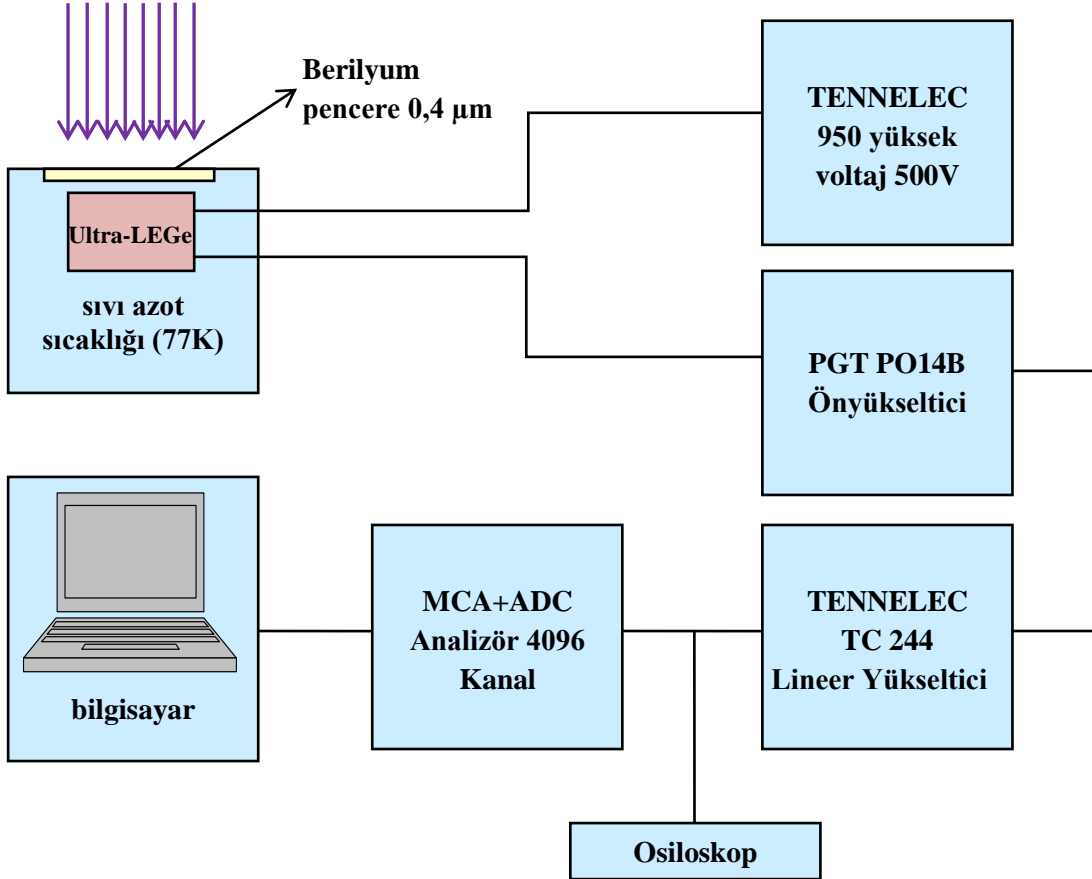 Berilyum
pencere 0,4 µm
TENNELEC
950 yüksek
voltaj 500V
Ultra-LEGe
sıvı azot
sıcaklığı (77K)
PGT PO14B
Önyükseltici
bilgisayar
MCA+ADC
Analizör 4096
Kanal
TENNELEC
TC 244
Lineer Yükseltici
Osiloskop